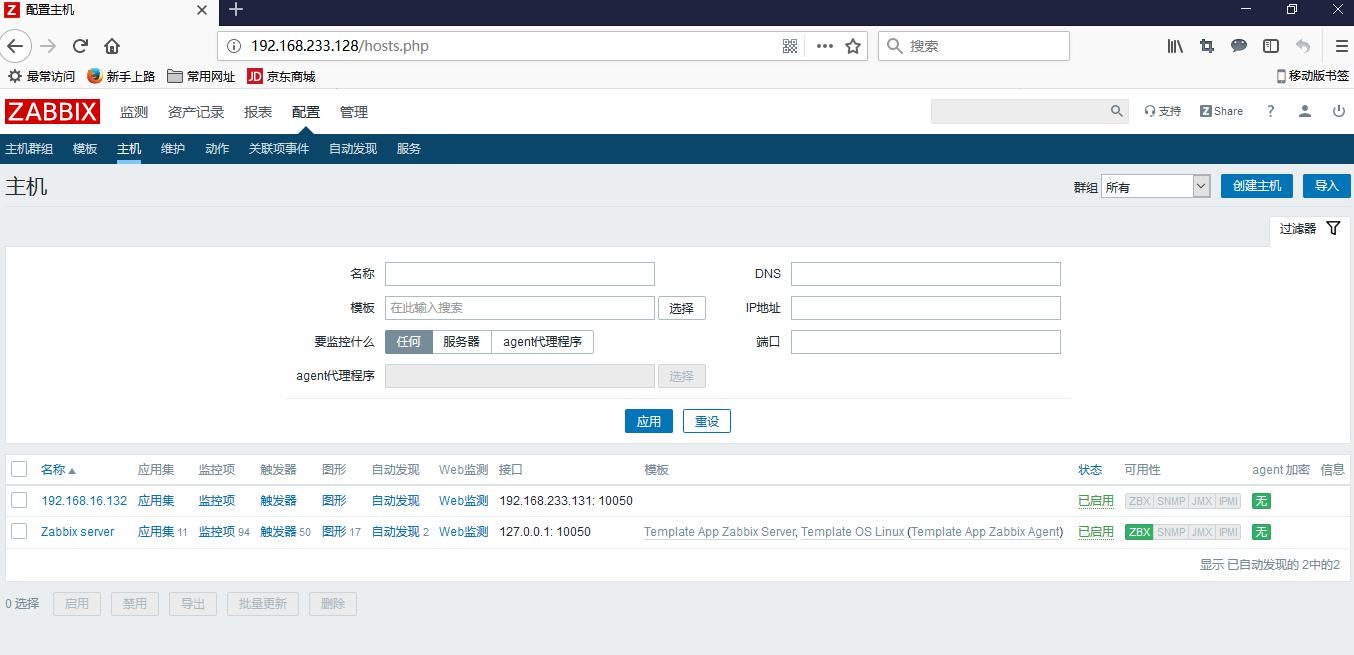 Z 配置主机
192.168.233.128/hosts.php 搜索
最常访问 新手上路 常用网址 JD 京东商城 移动版书签
ZABBIX 监测 资产记录 报表 配置 管理 支持 Z Share ?
主机群组 模板 主机 维护 动作 关联项事件 自动发现 服务
主机 群组 所有 创建主机 导入
过滤器
名称 DNS
模板 在此输入搜索 选择 IP地址
要监控什么 任何 服务器 agent代理程序 端口
agent代理程序 选择
应用 重设
名称 应用集 监控项 触发器 图形 自动发现 Web监测 接口 模板 状态 可用性 agent 加密 信息
192.168.16.132 应用集 监控项 触发器 图形 自动发现 Web监测 192.168.233.131: 10050 已启用 ZBX SNMP JMX IPMI 无
Zabbix server 应用集 11 监控项 94 触发器 50 图形 17 自动发现 2 Web监测 127.0.0.1: 10050 Template App Zabbix Server, Template OS Linux (Template App Zabbix Agent) 已启用 ZBX SNMP JMX IPMI 无
显示 已自动发现的 2中的2
0 选择 启用 禁用 导出 批量更新 删除